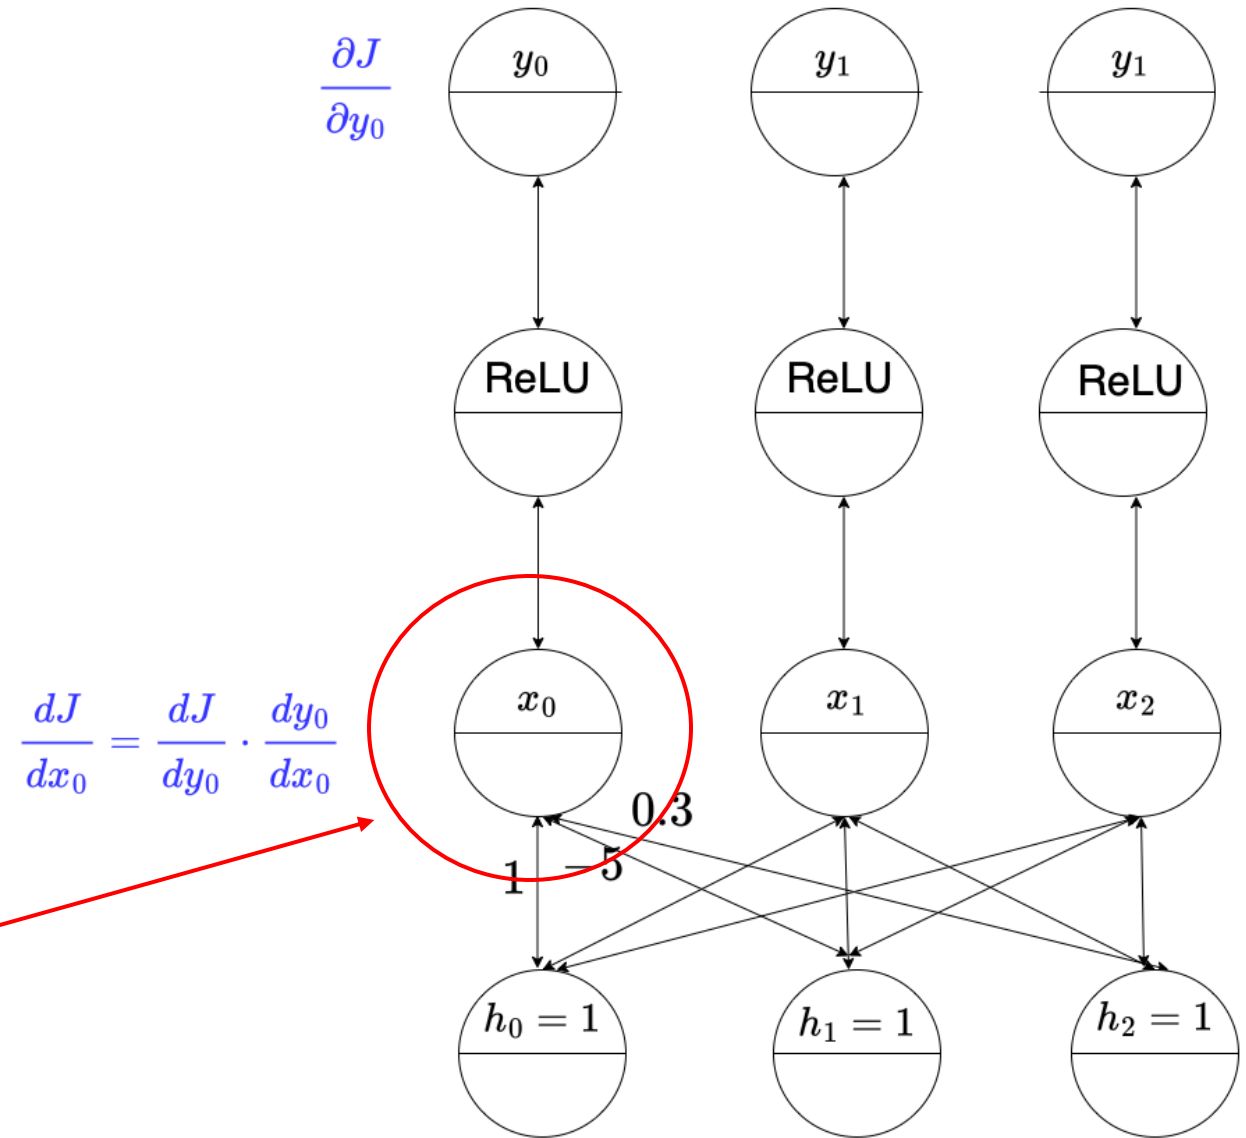 ∂J/∂y₀
y₀ y₁ y₁
ReLU ReLU ReLU
x₀ x₁ x₂
dJ/dx₀ = dJ/dy₀ · dy₀/dx₀
0.3
1 −5
h₀ = 1 h₁ = 1 h₂ = 1